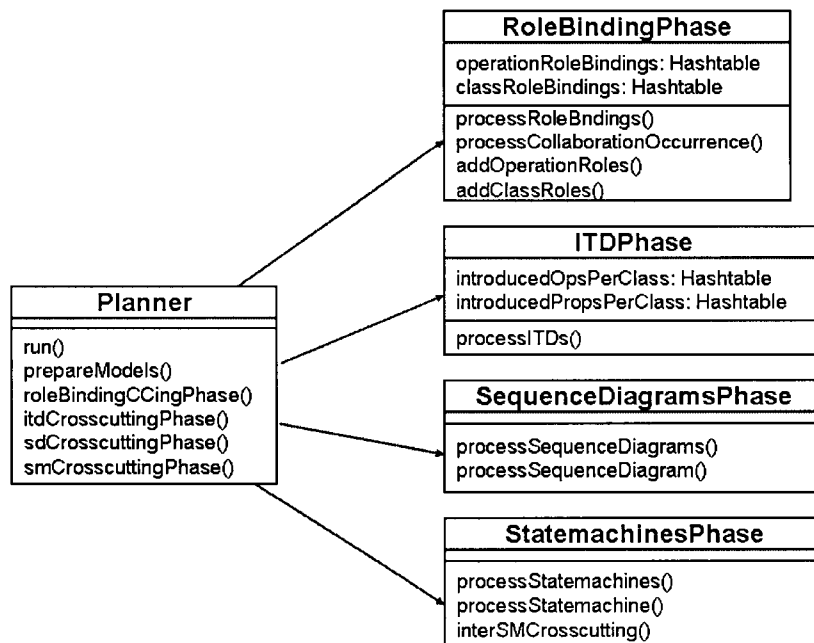 RoleBindingPhase
operationRoleBindings: Hashtable
classRoleBindings: Hashtable
processRoleBndings()
processCollaborationOccurrence()
addOperationRoles()
addClassRoles()
ITDPhase
introducedOpsPerClass: Hashtable
introducedPropsPerClass: Hashtable
processITDs()
Planner
run()
prepareModels()
roleBindingCCingPhase()
itdCrosscuttingPhase()
sdCrosscuttingPhase()
smCrosscuttingPhase()
SequenceDiagramsPhase
processSequenceDiagrams()
processSequenceDiagram()
StatemachinesPhase
processStatemachines()
processStatemachine()
interSMCrosscutting()